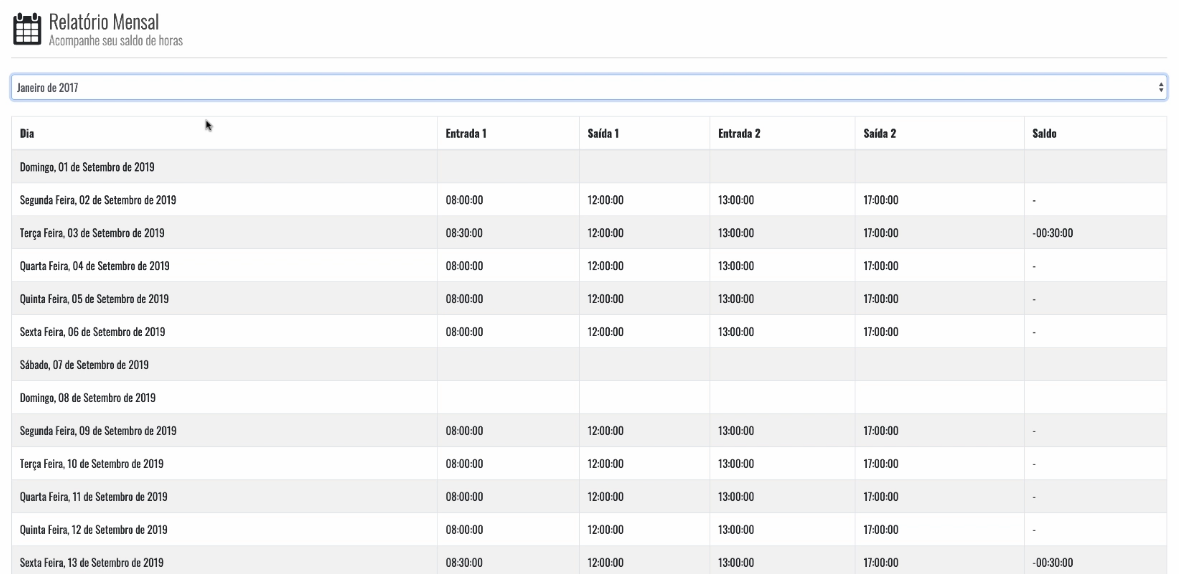 Relatório Mensal
Acompanhe seu saldo de horas
Janeiro de 2017
Dia Entrada 1 Saída 1 Entrada 2 Saída 2 Saldo
Domingo, 01 de Setembro de 2019
Segunda Feira, 02 de Setembro de 2019 08:00:00 12:00:00 13:00:00 17:00:00 -
Terça Feira, 03 de Setembro de 2019 08:30:00 12:00:00 13:00:00 17:00:00 -00:30:00
Quarta Feira, 04 de Setembro de 2019 08:00:00 12:00:00 13:00:00 17:00:00 -
Quinta Feira, 05 de Setembro de 2019 08:00:00 12:00:00 13:00:00 17:00:00 -
Sexta Feira, 06 de Setembro de 2019 08:00:00 12:00:00 13:00:00 17:00:00 -
Sábado, 07 de Setembro de 2019
Domingo, 08 de Setembro de 2019
Segunda Feira, 09 de Setembro de 2019 08:00:00 12:00:00 13:00:00 17:00:00 -
Terça Feira, 10 de Setembro de 2019 08:00:00 12:00:00 13:00:00 17:00:00 -
Quarta Feira, 11 de Setembro de 2019 08:00:00 12:00:00 13:00:00 17:00:00 -
Quinta Feira, 12 de Setembro de 2019 08:00:00 12:00:00 13:00:00 17:00:00 -
Sexta Feira, 13 de Setembro de 2019 08:30:00 12:00:00 13:00:00 17:00:00 -00:30:00